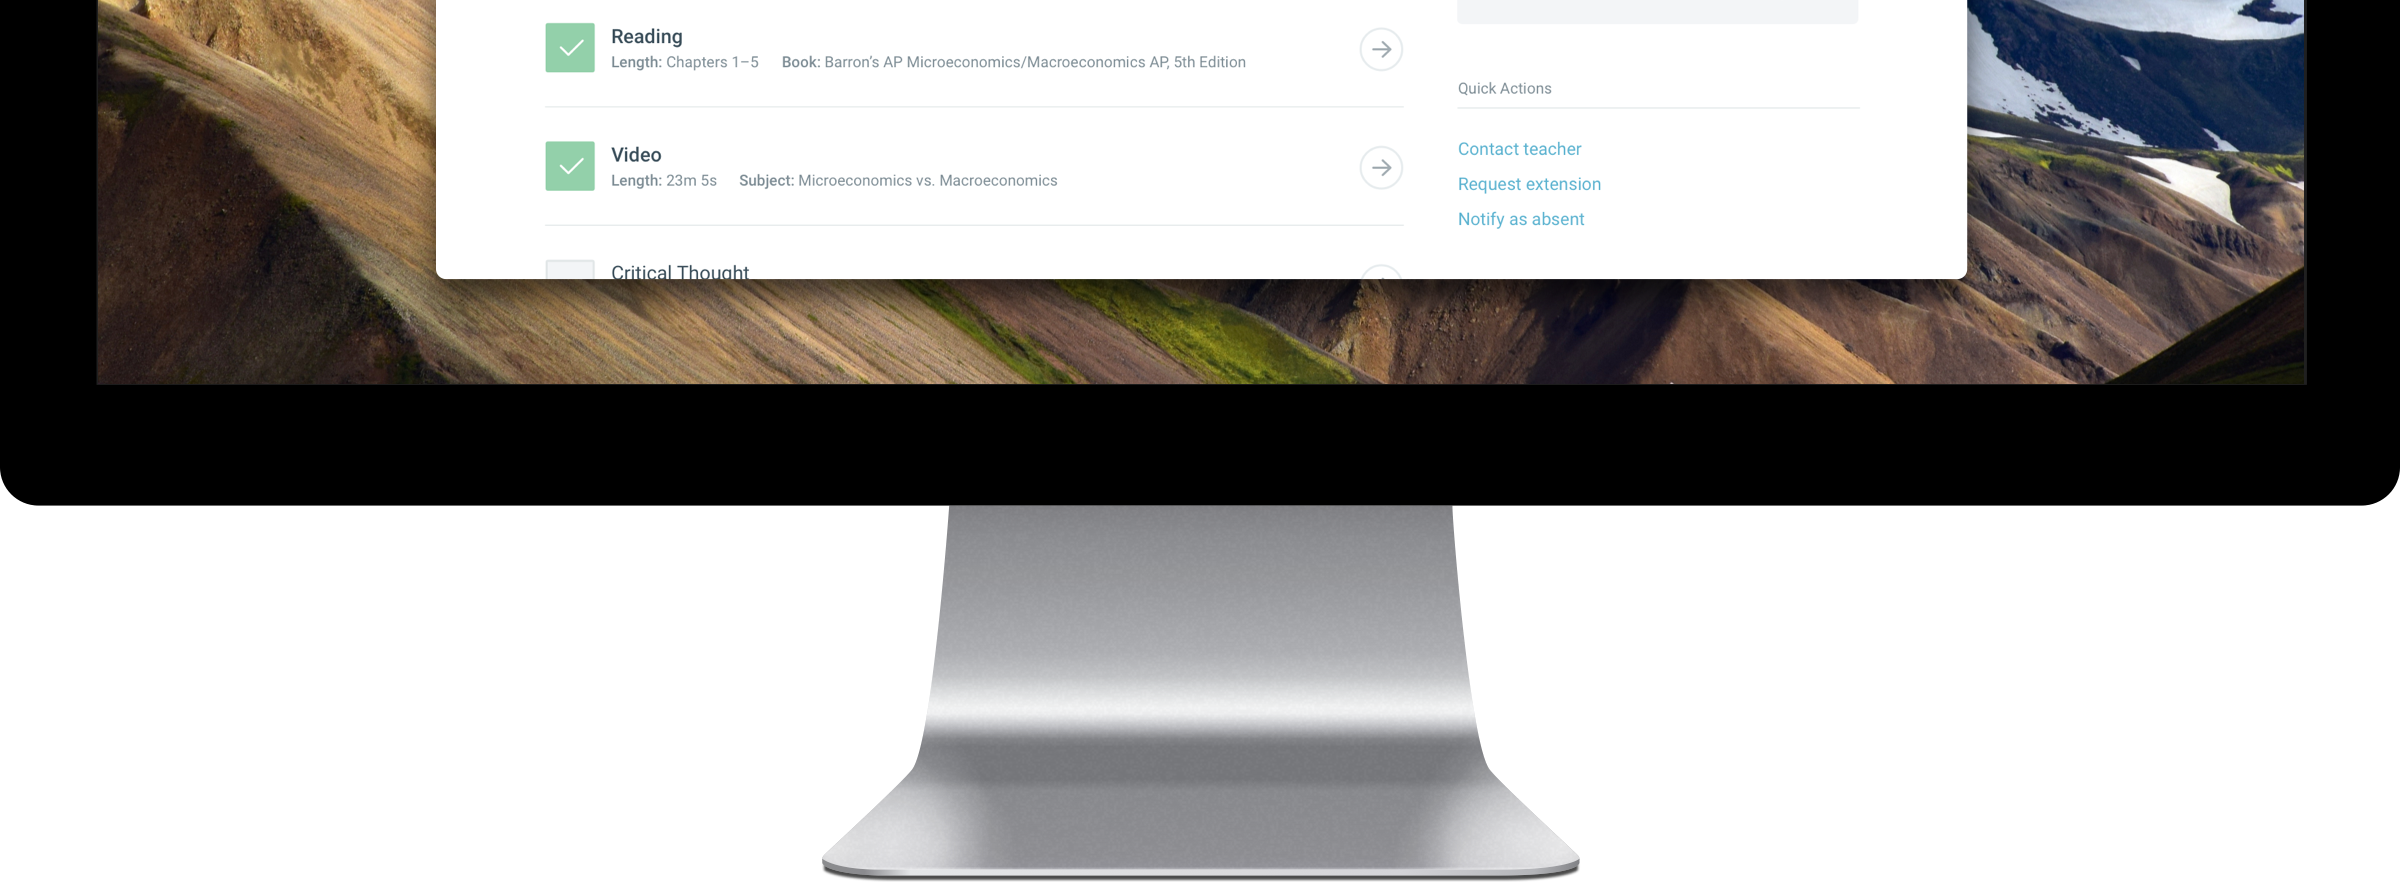 Reading
Length: Chapters 1–5 Book: Barron’s AP Microeconomics/Macroeconomics AP, 5th Edition
Video
Length: 23m 5s Subject: Microeconomics vs. Macroeconomics
Critical Thought
Quick Actions
Contact teacher
Request extension
Notify as absent